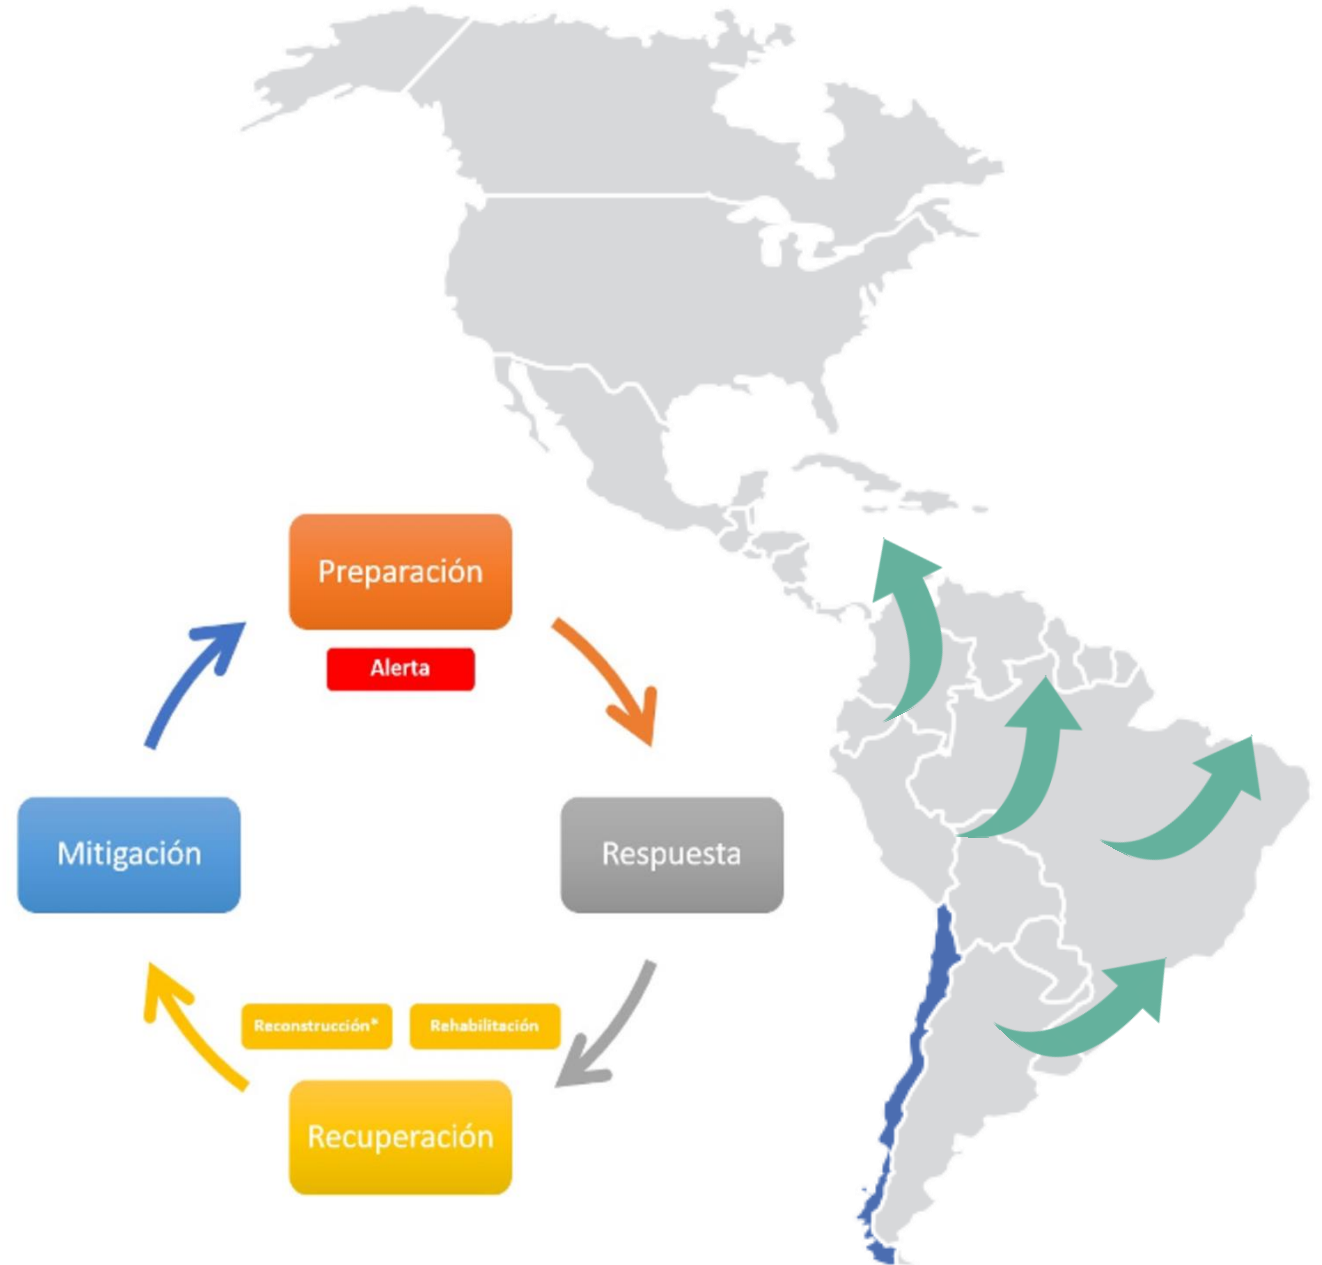 Preparación
Alerta
Mitigación
Respuesta
Reconstrucción*
Rehabilitación
Recuperación